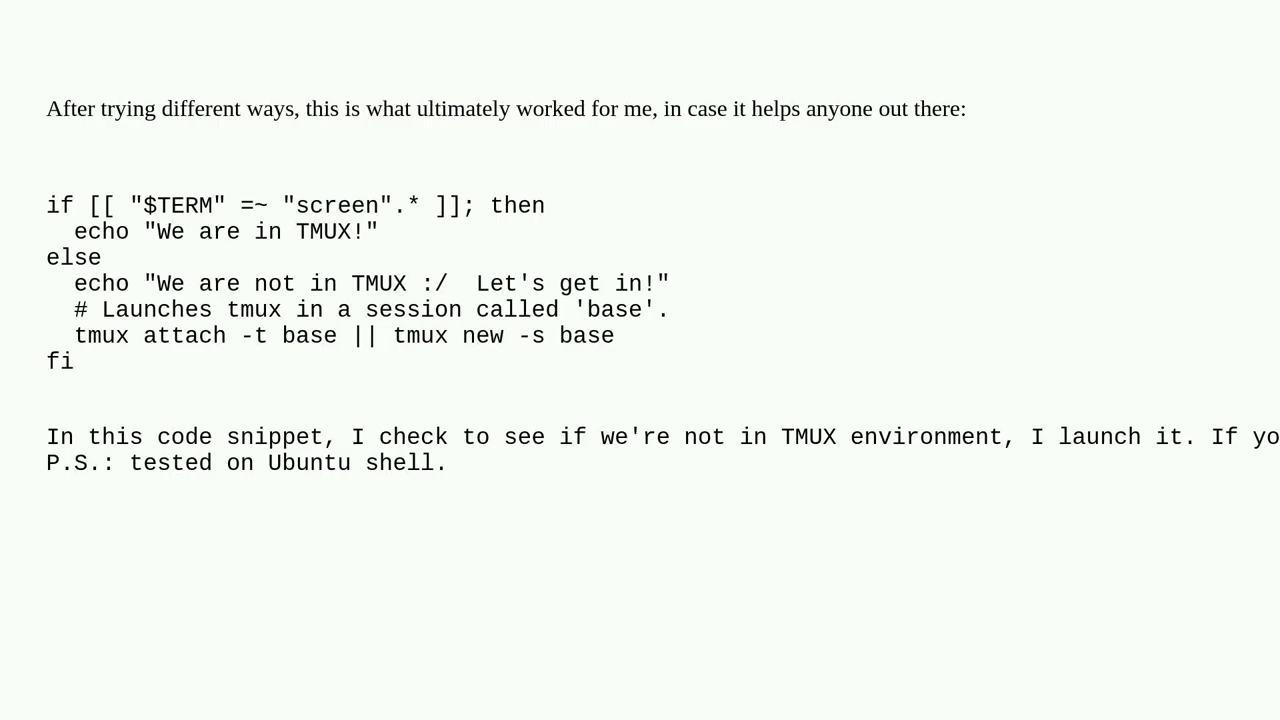 After trying different ways, this is what ultimately worked for me, in case it helps anyone out there:
if [[ "$TERM" =~ "screen".* ]]; then
  echo "We are in TMUX!"
else
  echo "We are not in TMUX :/  Let's get in!"
  # Launches tmux in a session called 'base'.
  tmux attach -t base || tmux new -s base
fi
In this code snippet, I check to see if we're not in TMUX environment, I launch it. If
P.S.: tested on Ubuntu shell.